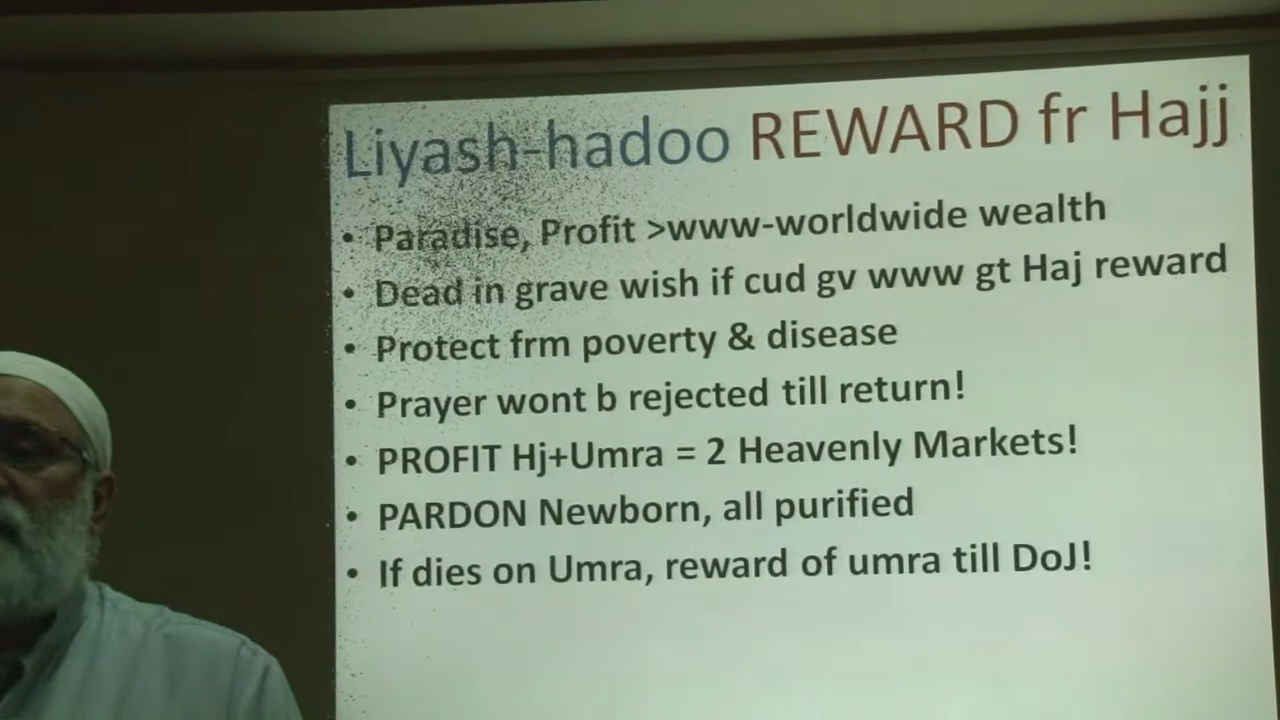 Liyash-hadoo REWARD fr Hajj
• Paradise, Profit >www-worldwide wealth
• Dead in grave wish if cud gv www gt Haj reward
• Protect frm poverty & disease
• Prayer wont b rejected till return!
• PROFIT Hj+Umra = 2 Heavenly Markets!
• PARDON Newborn, all purified
• If dies on Umra, reward of umra till DoJ!